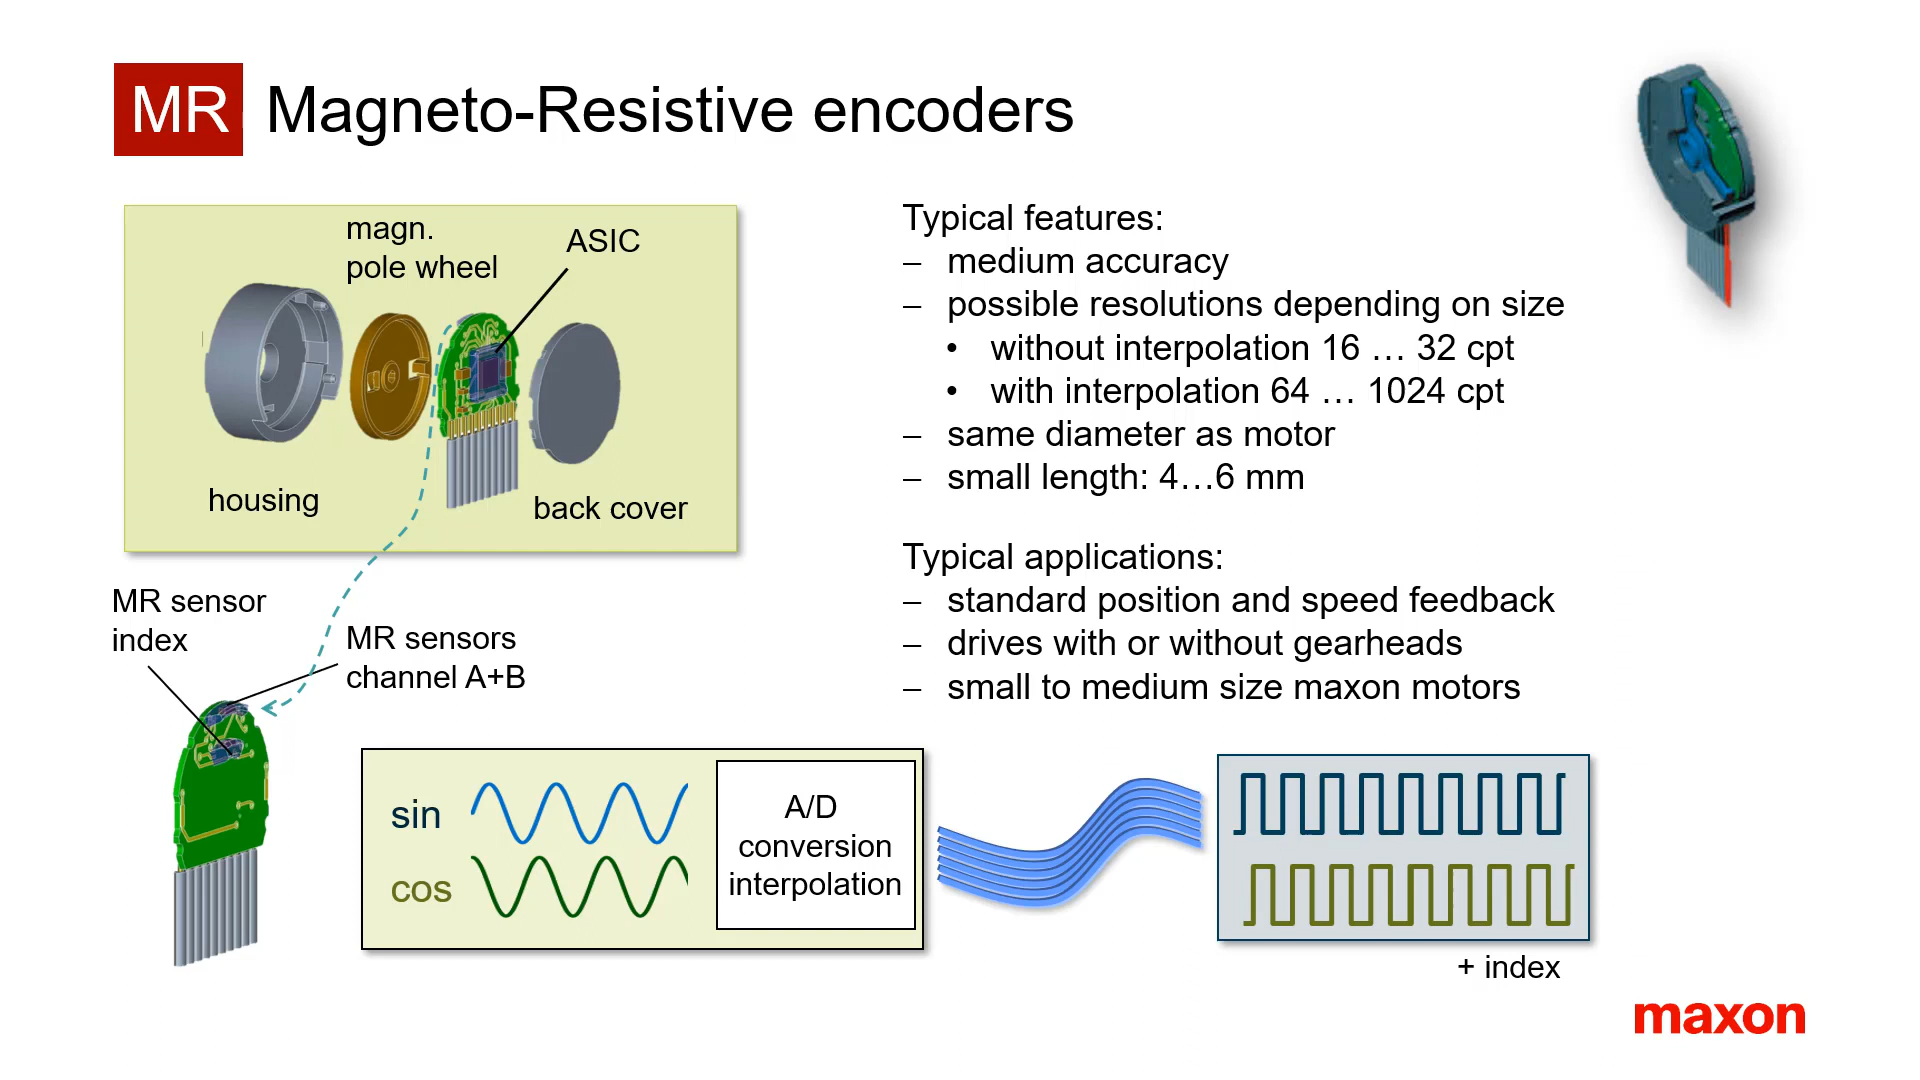 MR Magneto-Resistive encoders
magn.
pole wheel
ASIC
housing
back cover
MR sensor
index
MR sensors
channel A+B
Typical features:
– medium accuracy
– possible resolutions depending on size
• without interpolation 16 … 32 cpt
• with interpolation 64 … 1024 cpt
– same diameter as motor
– small length: 4…6 mm
Typical applications:
– standard position and speed feedback
– drives with or without gearheads
– small to medium size maxon motors
sin
cos
A/D
conversion
interpolation
+ index
maxon